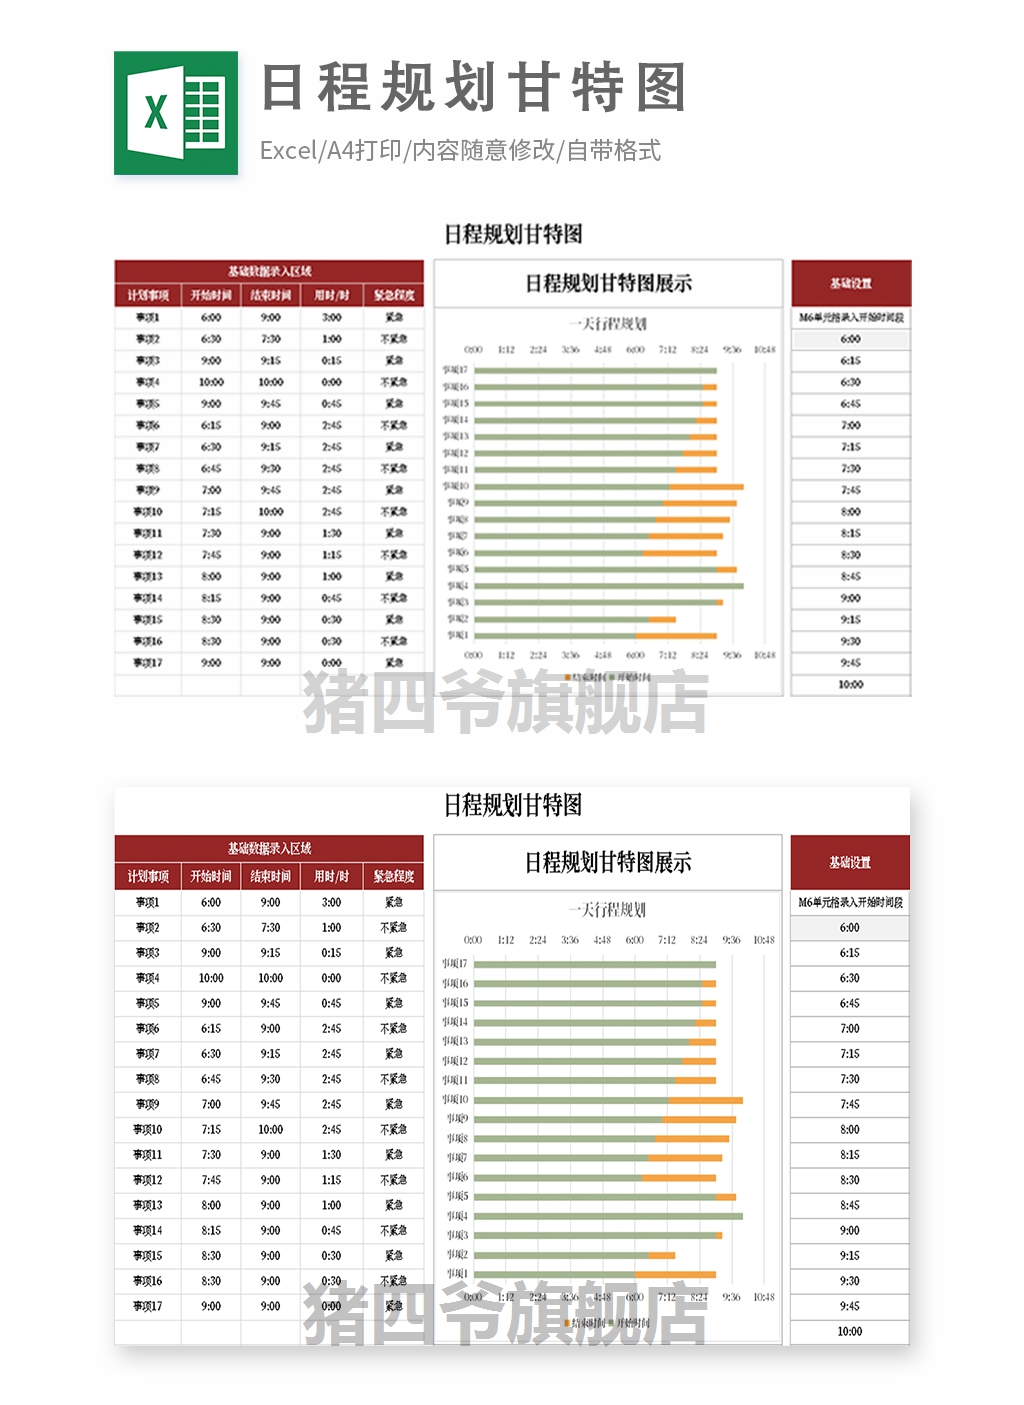 X
日程规划甘特图
Excel/A4打印/内容随意修改/自带格式
日程规划甘特图
基础数据录入区域
计划事项 开始时间 结束时间 用时/时 紧急程度
事项1 6:00 9:00 3:00 紧急
事项2 6:30 7:30 1:00 不紧急
事项3 9:00 9:15 0:15 紧急
事项4 10:00 10:00 0:00 不紧急
事项5 9:00 9:45 0:45 紧急
事项6 6:15 9:00 2:45 不紧急
事项7 6:30 9:15 2:45 紧急
事项8 6:45 9:30 2:45 不紧急
事项9 7:00 9:45 2:45 紧急
事项10 7:15 10:00 2:45 不紧急
事项11 7:30 9:00 1:30 紧急
事项12 7:45 9:00 1:15 不紧急
事项13 8:00 9:00 1:00 紧急
事项14 8:15 9:00 0:45 不紧急
事项15 8:30 9:00 0:30 紧急
事项16 8:30 9:00 0:30 不紧急
事项17 9:00 9:00 0:00 紧急
日程规划甘特图展示
一天行程规划
0:00 1:12 2:24 3:36 4:48 6:00 7:12 8:24 9:36 10:48
事项17
事项16
事项15
事项14
事项13
事项12
事项11
事项10
事项9
事项8
事项7
事项6
事项5
事项4
事项3
事项2
事项1
0:00 1:12 2:24 3:36 4:48 6:00 7:12 8:24 9:36 10:48
结束时间 开始时间
基础设置
M6单元格录入开始时间段
6:00
6:15
6:30
6:45
7:00
7:15
7:30
7:45
8:00
8:15
8:30
8:45
9:00
9:15
9:30
9:45
10:00
猪四爷旗舰店
日程规划甘特图
基础数据录入区域
计划事项 开始时间 结束时间 用时/时 紧急程度
事项1 6:00 9:00 3:00 紧急
事项2 6:30 7:30 1:00 不紧急
事项3 9:00 9:15 0:15 紧急
事项4 10:00 10:00 0:00 不紧急
事项5 9:00 9:45 0:45 紧急
事项6 6:15 9:00 2:45 不紧急
事项7 6:30 9:15 2:45 紧急
事项8 6:45 9:30 2:45 不紧急
事项9 7:00 9:45 2:45 紧急
事项10 7:15 10:00 2:45 不紧急
事项11 7:30 9:00 1:30 紧急
事项12 7:45 9:00 1:15 不紧急
事项13 8:00 9:00 1:00 紧急
事项14 8:15 9:00 0:45 不紧急
事项15 8:30 9:00 0:30 紧急
事项16 8:30 9:00 0:30 不紧急
事项17 9:00 9:00 0:00 紧急
日程规划甘特图展示
一天行程规划
0:00 1:12 2:24 3:36 4:48 6:00 7:12 8:24 9:36 10:48
事项17
事项16
事项15
事项14
事项13
事项12
事项11
事项10
事项9
事项8
事项7
事项6
事项5
事项4
事项3
事项2
事项1
0:00 1:12 2:24 3:36 4:48 6:00 7:12 8:24 9:36 10:48
结束时间 开始时间
基础设置
M6单元格录入开始时间段
6:00
6:15
6:30
6:45
7:00
7:15
7:30
7:45
8:00
8:15
8:30
8:45
9:00
9:15
9:30
9:45
10:00
猪四爷旗舰店